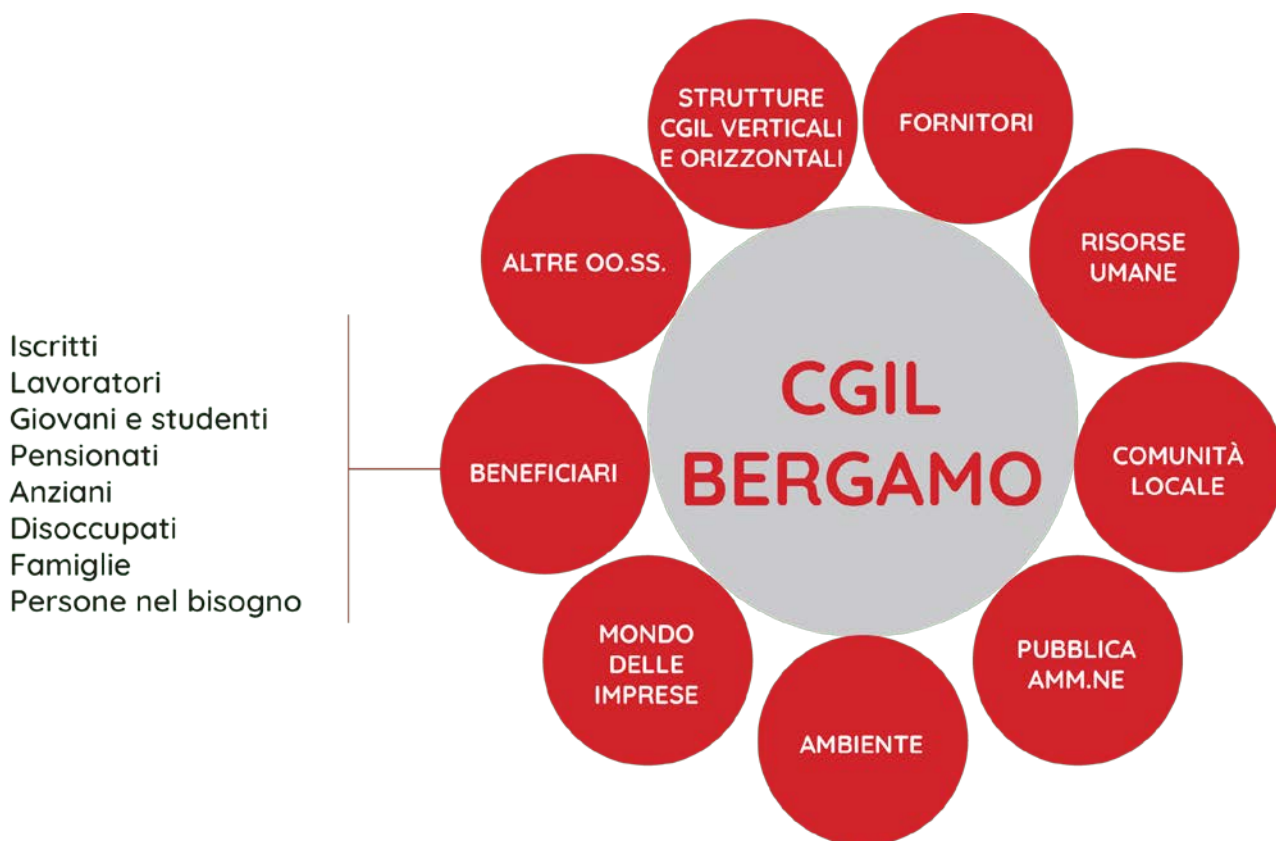 STRUTTURE
CGIL VERTICALI
E ORIZZONTALI
FORNITORI
RISORSE
UMANE
COMUNITÀ
LOCALE
PUBBLICA
AMM.NE
AMBIENTE
MONDO
DELLE
IMPRESE
BENEFICIARI
ALTRE OO.SS.
CGIL
BERGAMO
Iscritti
Lavoratori
Giovani e studenti
Pensionati
Anziani
Disoccupati
Famiglie
Persone nel bisogno